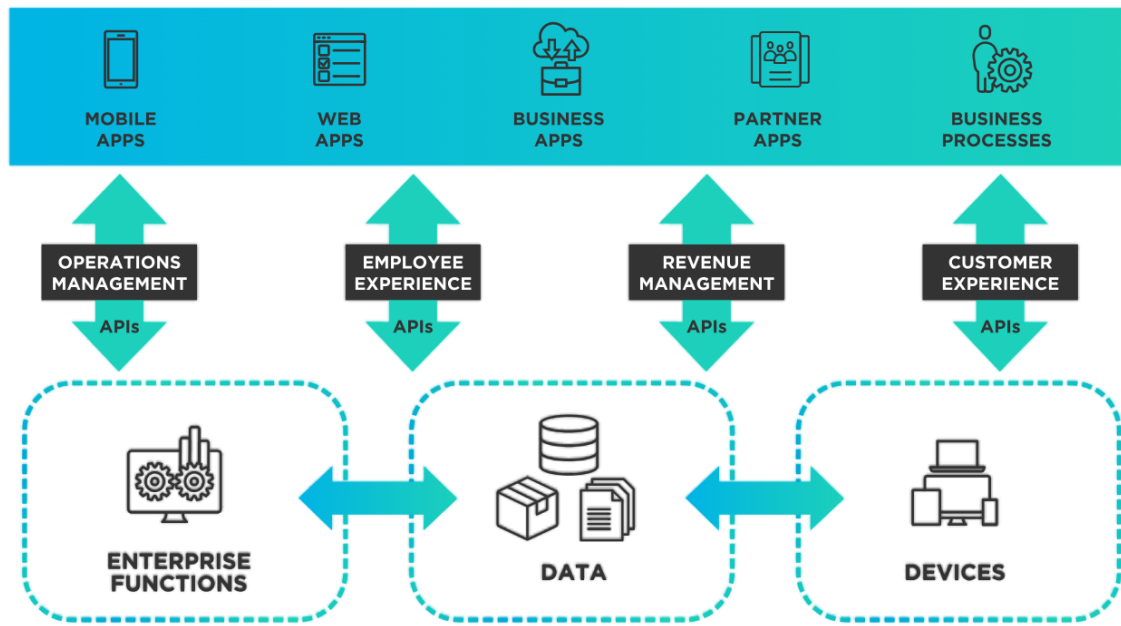 MOBILE
APPS
WEB
APPS
BUSINESS
APPS
PARTNER
APPS
BUSINESS
PROCESSES
OPERATIONS
MANAGEMENT
APIs
EMPLOYEE
EXPERIENCE
APIs
REVENUE
MANAGEMENT
APIs
CUSTOMER
EXPERIENCE
APIs
ENTERPRISE
FUNCTIONS
DATA
DEVICES